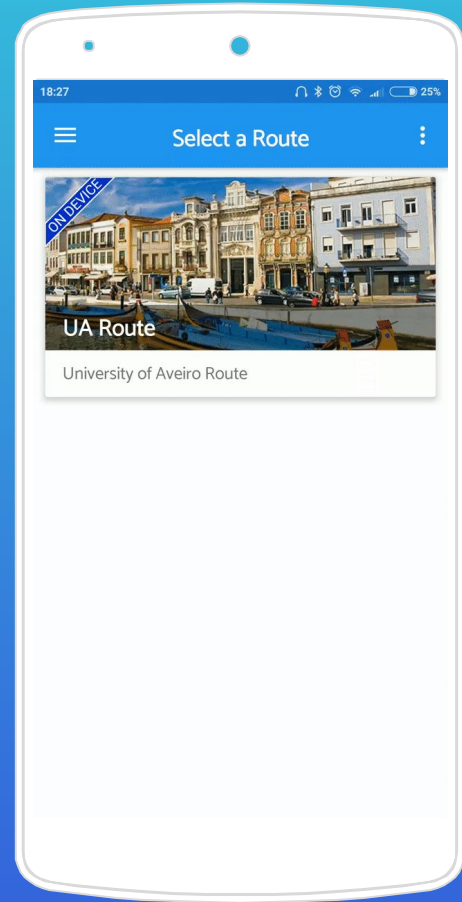 18:27 25%
Select a Route
ON DEVICE
UA Route
University of Aveiro Route